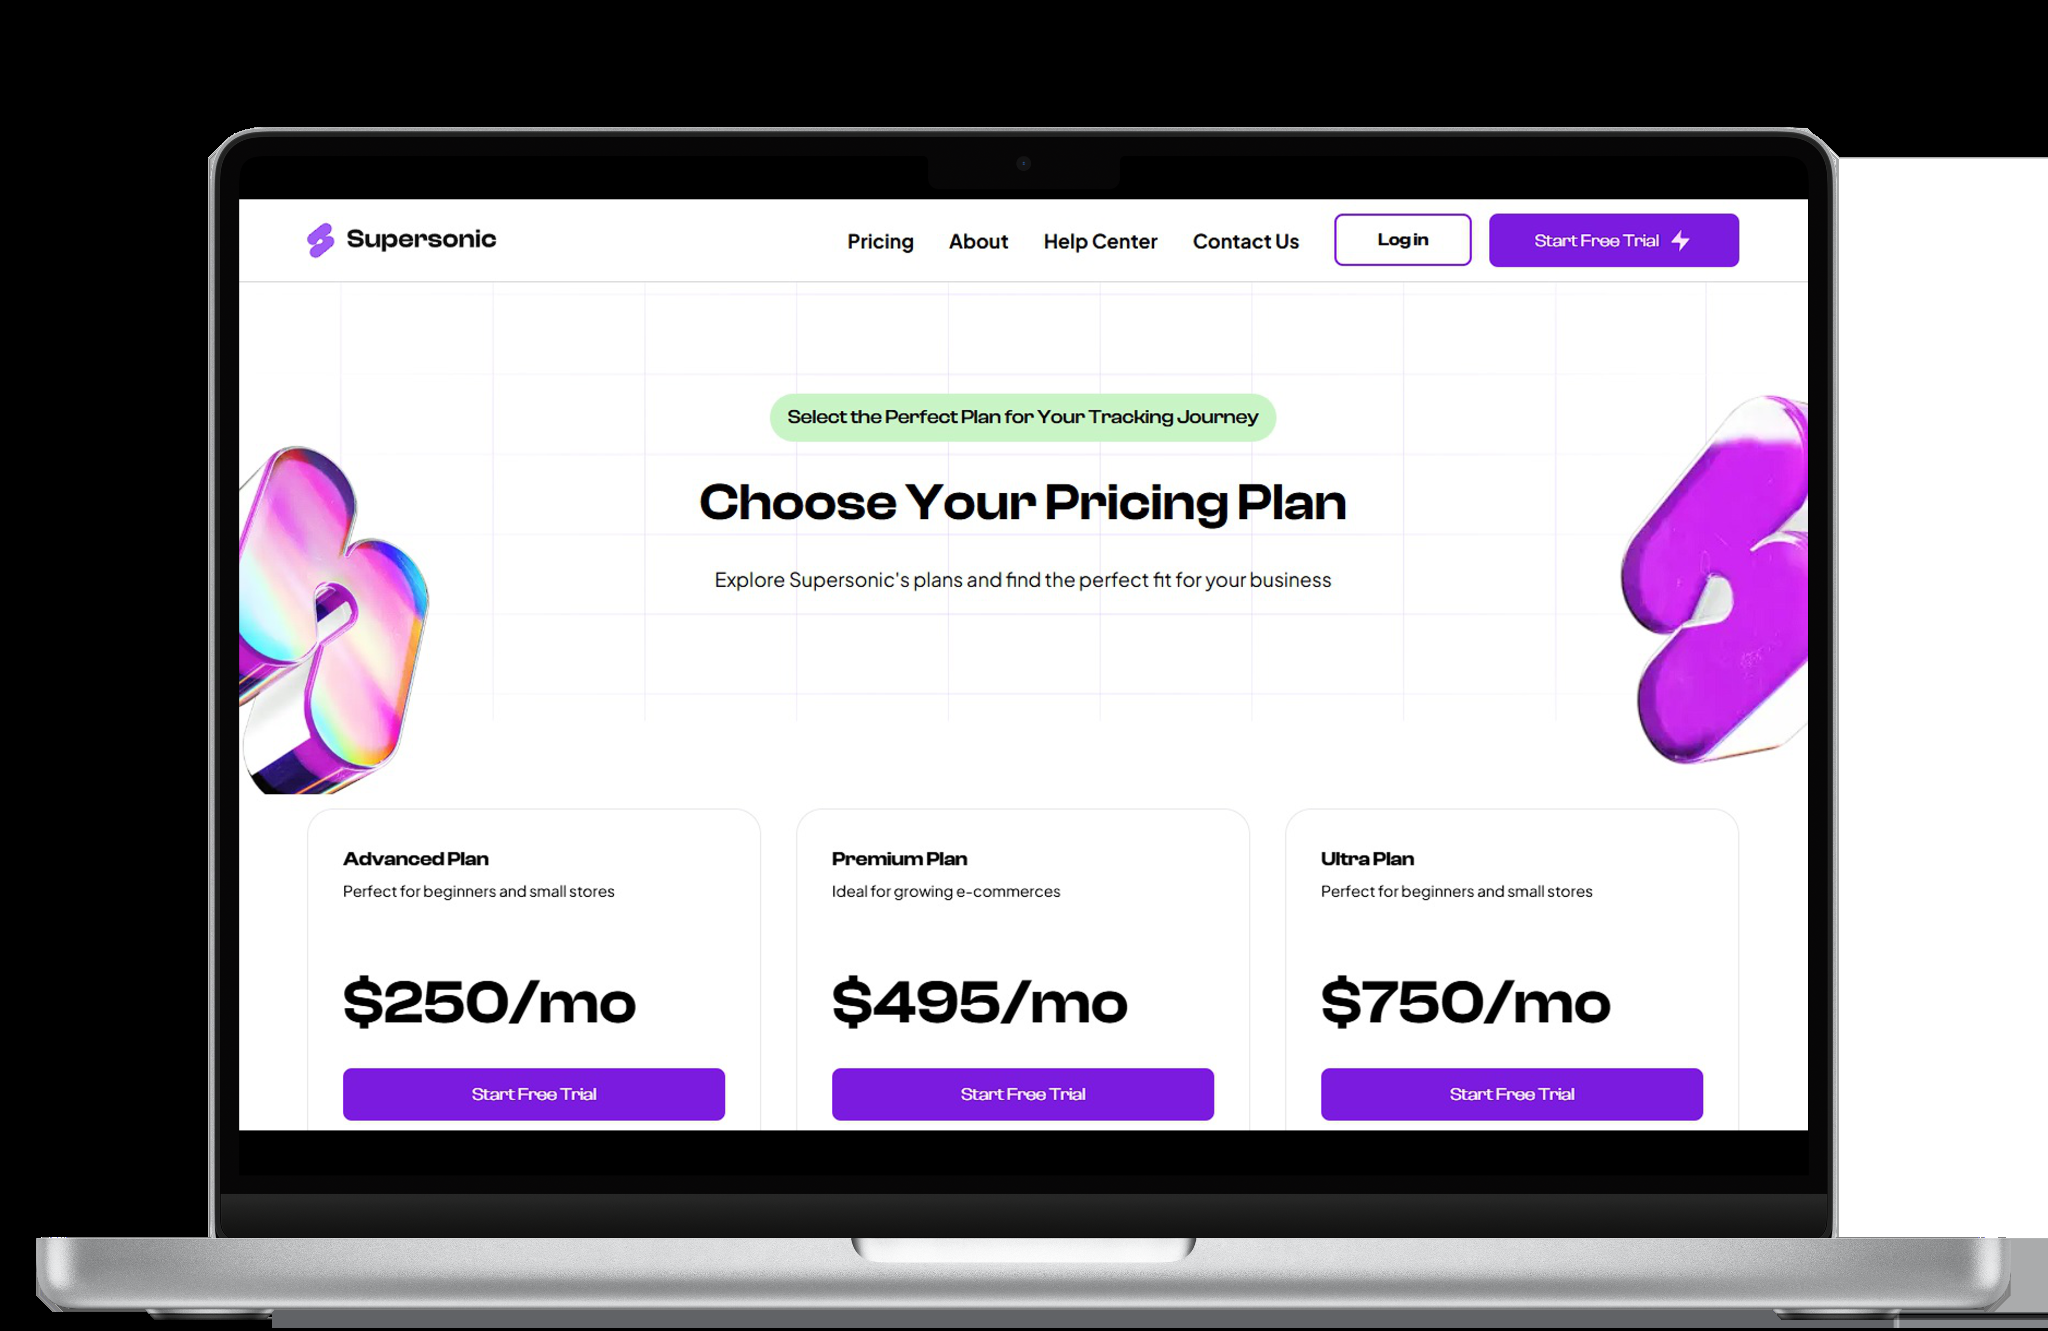 Supersonic
Pricing
About
Help Center
Contact Us
Log in
Start Free Trial
Select the Perfect Plan for Your Tracking Journey
Choose Your Pricing Plan
Explore Supersonic's plans and find the perfect fit for your business
Advanced Plan
Perfect for beginners and small stores
$250/mo
Start Free Trial
Premium Plan
Ideal for growing e-commerces
$495/mo
Start Free Trial
Ultra Plan
Perfect for beginners and small stores
$750/mo
Start Free Trial